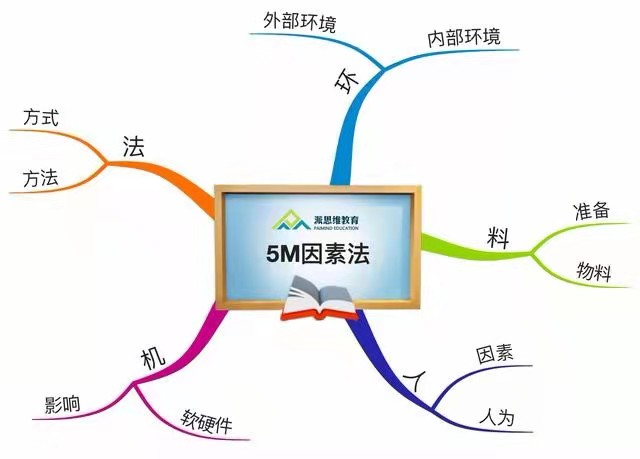 外部环境
内部环境
环
方式
方法
法
派思维教育
PAIMIND EDUCATION
5M因素法
准备
物料
料
机
影响
软硬件
人
因素
人为